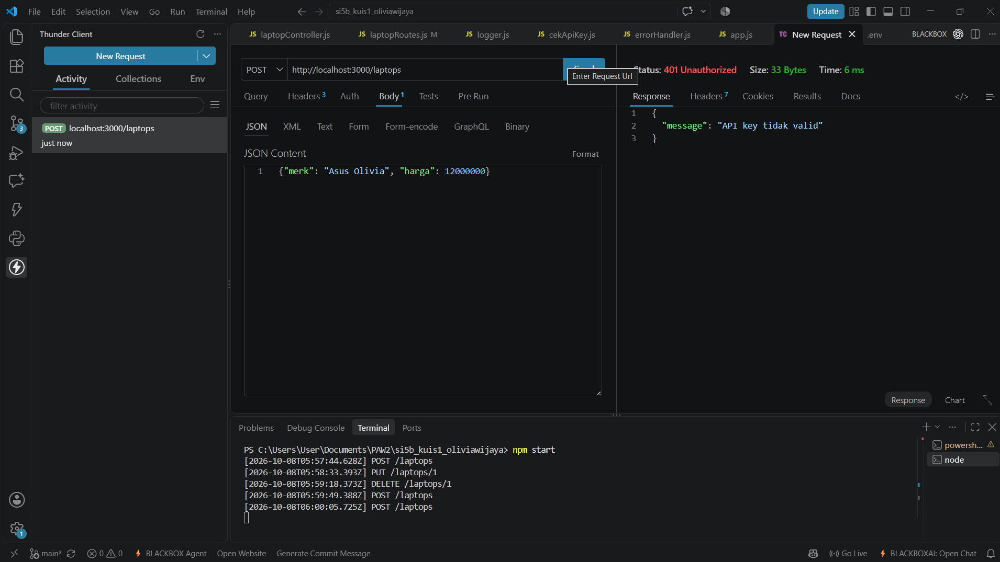 File Edit Selection View Go Run Terminal Help si5b_kuis1_oliviawijaya Update
Thunder Client
New Request
Activity Collections Env
filter activity
POST localhost:3000/laptops
just now
3
1
JS laptopController.js JS laptopRoutes.js M JS logger.js JS cekApiKey.js JS errorHandler.js JS app.js TC New Request .env BLACKBOX
POST http://localhost:3000/laptops
Enter Request Url
Status: 401 Unauthorized Size: 33 Bytes Time: 6 ms
Query Headers 3 Auth Body 1 Tests Pre Run
Response Headers 7 Cookies Results Docs </>
JSON XML Text Form Form-encode GraphQL Binary
JSON Content Format
1 {"merk": "Asus Olivia", "harga": 12000000}
1 {
2 "message": "API key tidak valid"
3 }
Response Chart
Problems Debug Console Terminal Ports
PS C:\Users\User\Documents\PAW2\si5b_kuis1_oliviawijaya> npm start
[2026-10-08T05:57:44.628Z] POST /laptops
[2026-10-08T05:58:33.393Z] PUT /laptops/1
[2026-10-08T05:59:18.373Z] DELETE /laptops/1
[2026-10-08T05:59:49.388Z] POST /laptops
[2026-10-08T06:00:05.725Z] POST /laptops
powersh...
node
main* 0 0 BLACKBOX Agent Open Website Generate Commit Message Go Live BLACKBOXAI: Open Chat